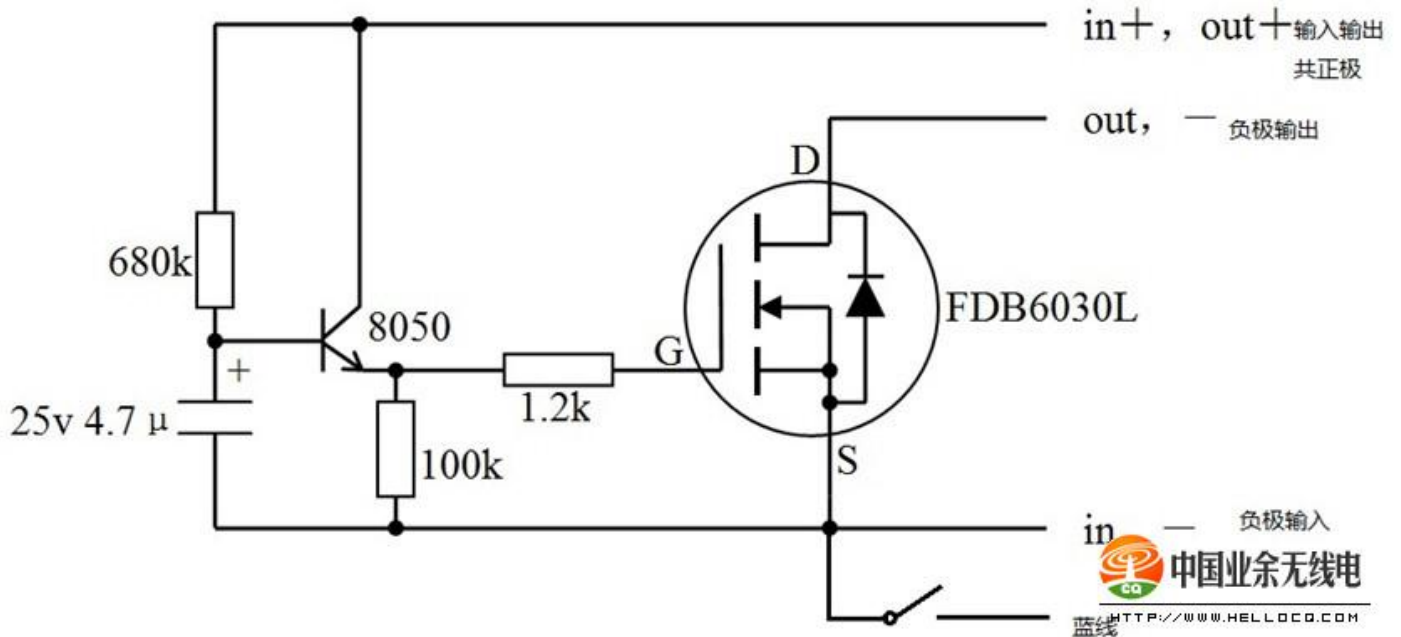 in+，out+输入输出
共正极
out，－ 负极输出
D
680k
8050
G
FDB6030L
+
1.2k
25v 4.7 μ
100k
S
in － 负极输入
中国业余无线电
CQ
HTTP://WWW.HELLOCQ.COM
蓝线